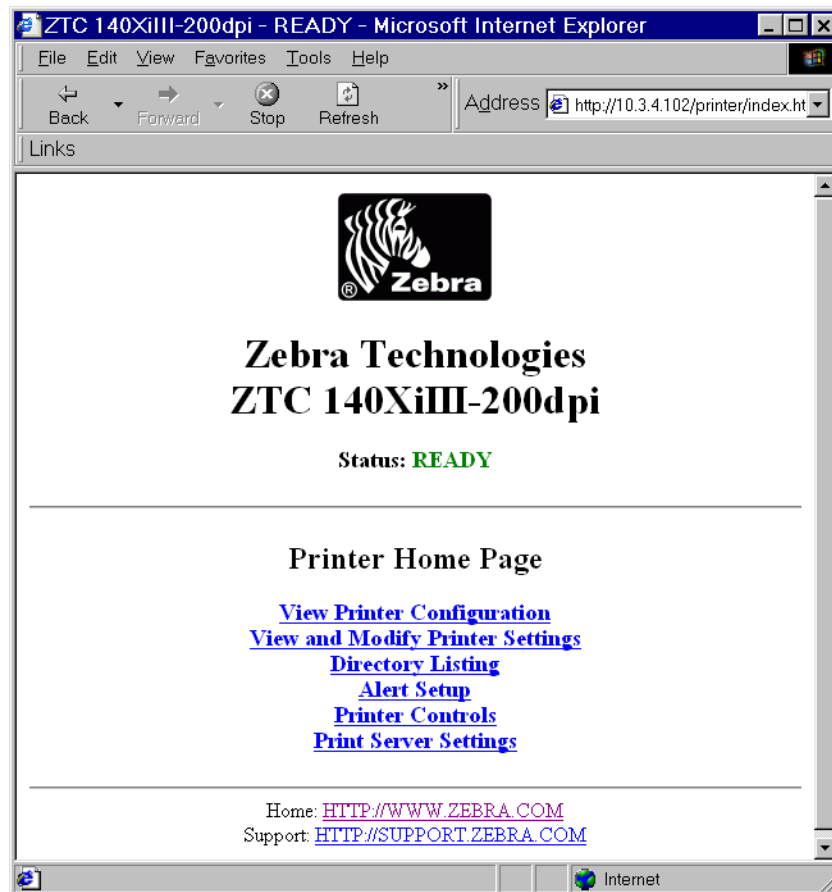 ZTC 140XiIII-200dpi - READY - Microsoft Internet Explorer
File Edit View Favorites Tools Help
Back Forward Stop Refresh » Address http://10.3.4.102/printer/index.ht
Links
® Zebra
Zebra Technologies
ZTC 140XiIII-200dpi
Status: READY
Printer Home Page
View Printer Configuration
View and Modify Printer Settings
Directory Listing
Alert Setup
Printer Controls
Print Server Settings
Home: HTTP://WWW.ZEBRA.COM
Support: HTTP://SUPPORT.ZEBRA.COM
Internet